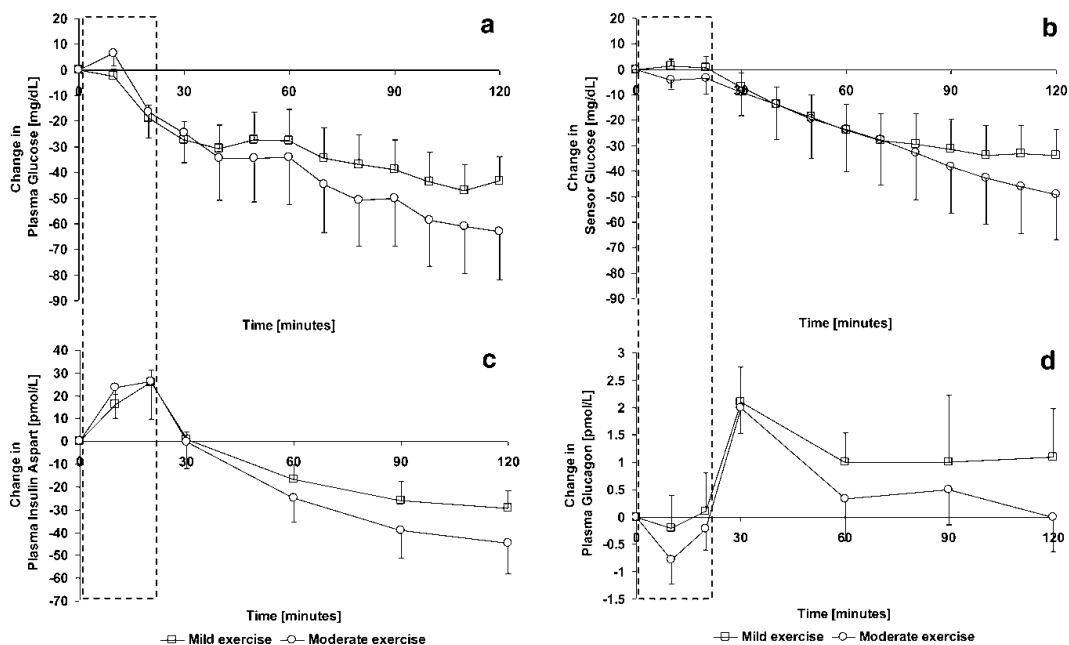 a
20
10
0
-10
-20
-30
-40
-50
-60
-70
-80
-90
0 30 60 90 120
Change in
Plasma Glucose [mg/dL]
Time [minutes]
b
20
10
0
-10
-20
-30
-40
-50
-60
-70
-80
-90
0 30 60 90 120
Change in
Sensor Glucose [mg/dL]
Time [minutes]
c
40
30
20
10
0
-10
-20
-30
-40
-50
-60
-70
0 30 60 90 120
Change in
Plasma Insulin Aspart [pmol/L]
Time [minutes]
Mild exercise Moderate exercise
d
3
2.5
2
1.5
1
0.5
0
-0.5
-1
-1.5
0 30 60 90 120
Change in
Plasma Glucagon [pmol/L]
Time [minutes]
Mild exercise Moderate exercise